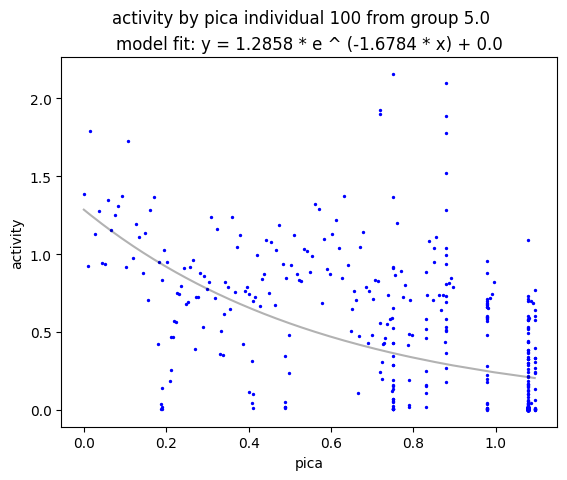 activity by pica individual 100 from group 5.0
model fit: y = 1.2858 * e ^ (-1.6784 * x) + 0.0
2.0
1.5
1.0
0.5
0.0
activity
0.0 0.2 0.4 0.6 0.8 1.0
pica